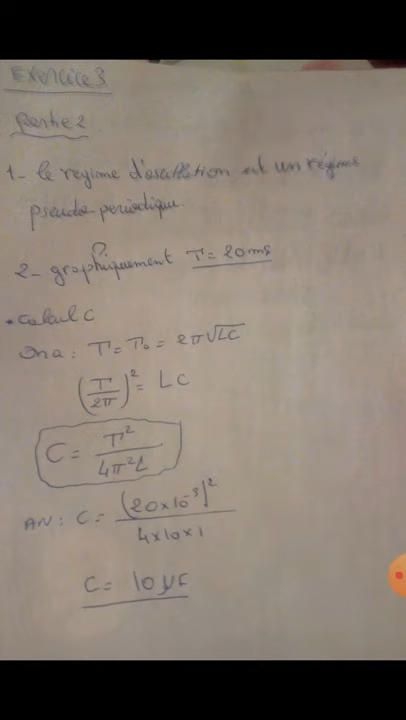 Exercice 3
Partie 2
1- le regime d'oscillation est un régime
pseudo-periodique.
2- graphiquement T = 20ms
• calcul C
On a : T = T₀ = 2π√LC
(T/2π)² = LC
C = T²/4π²L
AN : C = (20×10⁻³)²/4×10×1
C = 10µF